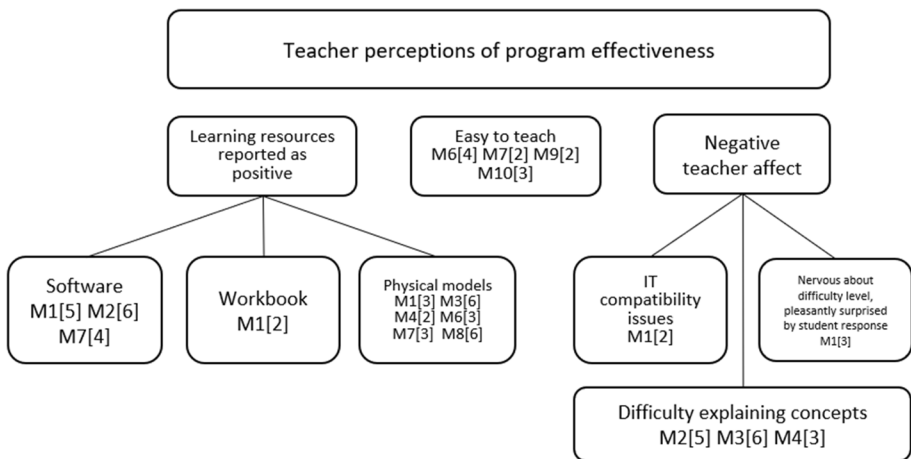 Teacher perceptions of program effectiveness
Learning resources
reported as
positive
Easy to teach
M6[4] M7[2] M9[2]
M10[3]
Negative
teacher affect
Software
M1[5] M2[6]
M7[4]
Workbook
M1[2]
Physical models
M1[3] M3[6]
M4[2] M6[3]
M7[3] M8[6]
IT
compatibility
issues
M1[2]
Nervous about
difficulty level,
pleasantly surprised
by student response
M1[3]
Difficulty explaining concepts
M2[5] M3[6] M4[3]